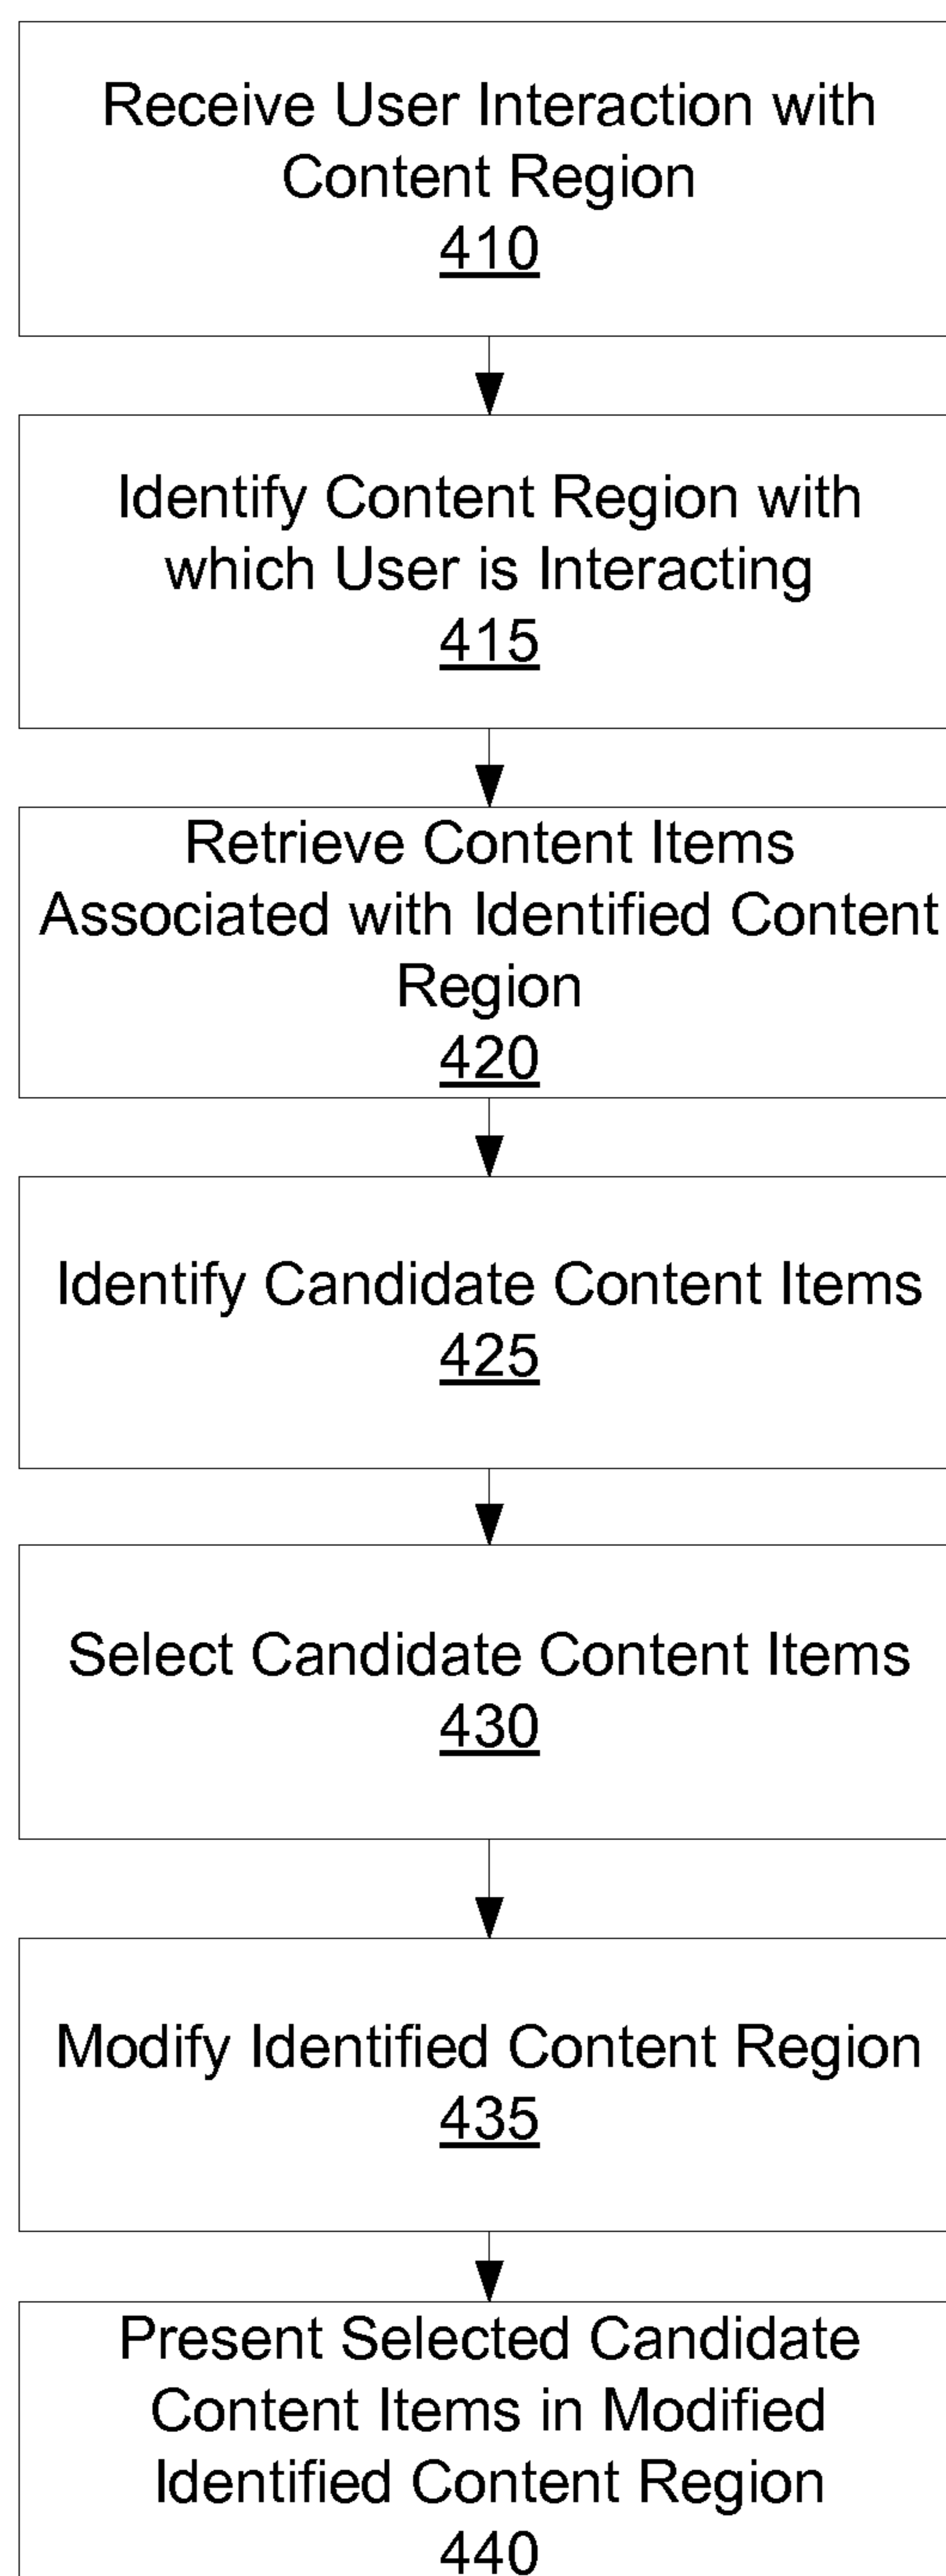 Receive User Interaction with
Content Region
410
Identify Content Region with
which User is Interacting
415
Retrieve Content Items
Associated with Identified Content
Region
420
Identify Candidate Content Items
425
Select Candidate Content Items
430
Modify Identified Content Region
435
Present Selected Candidate
Content Items in Modified
Identified Content Region
440